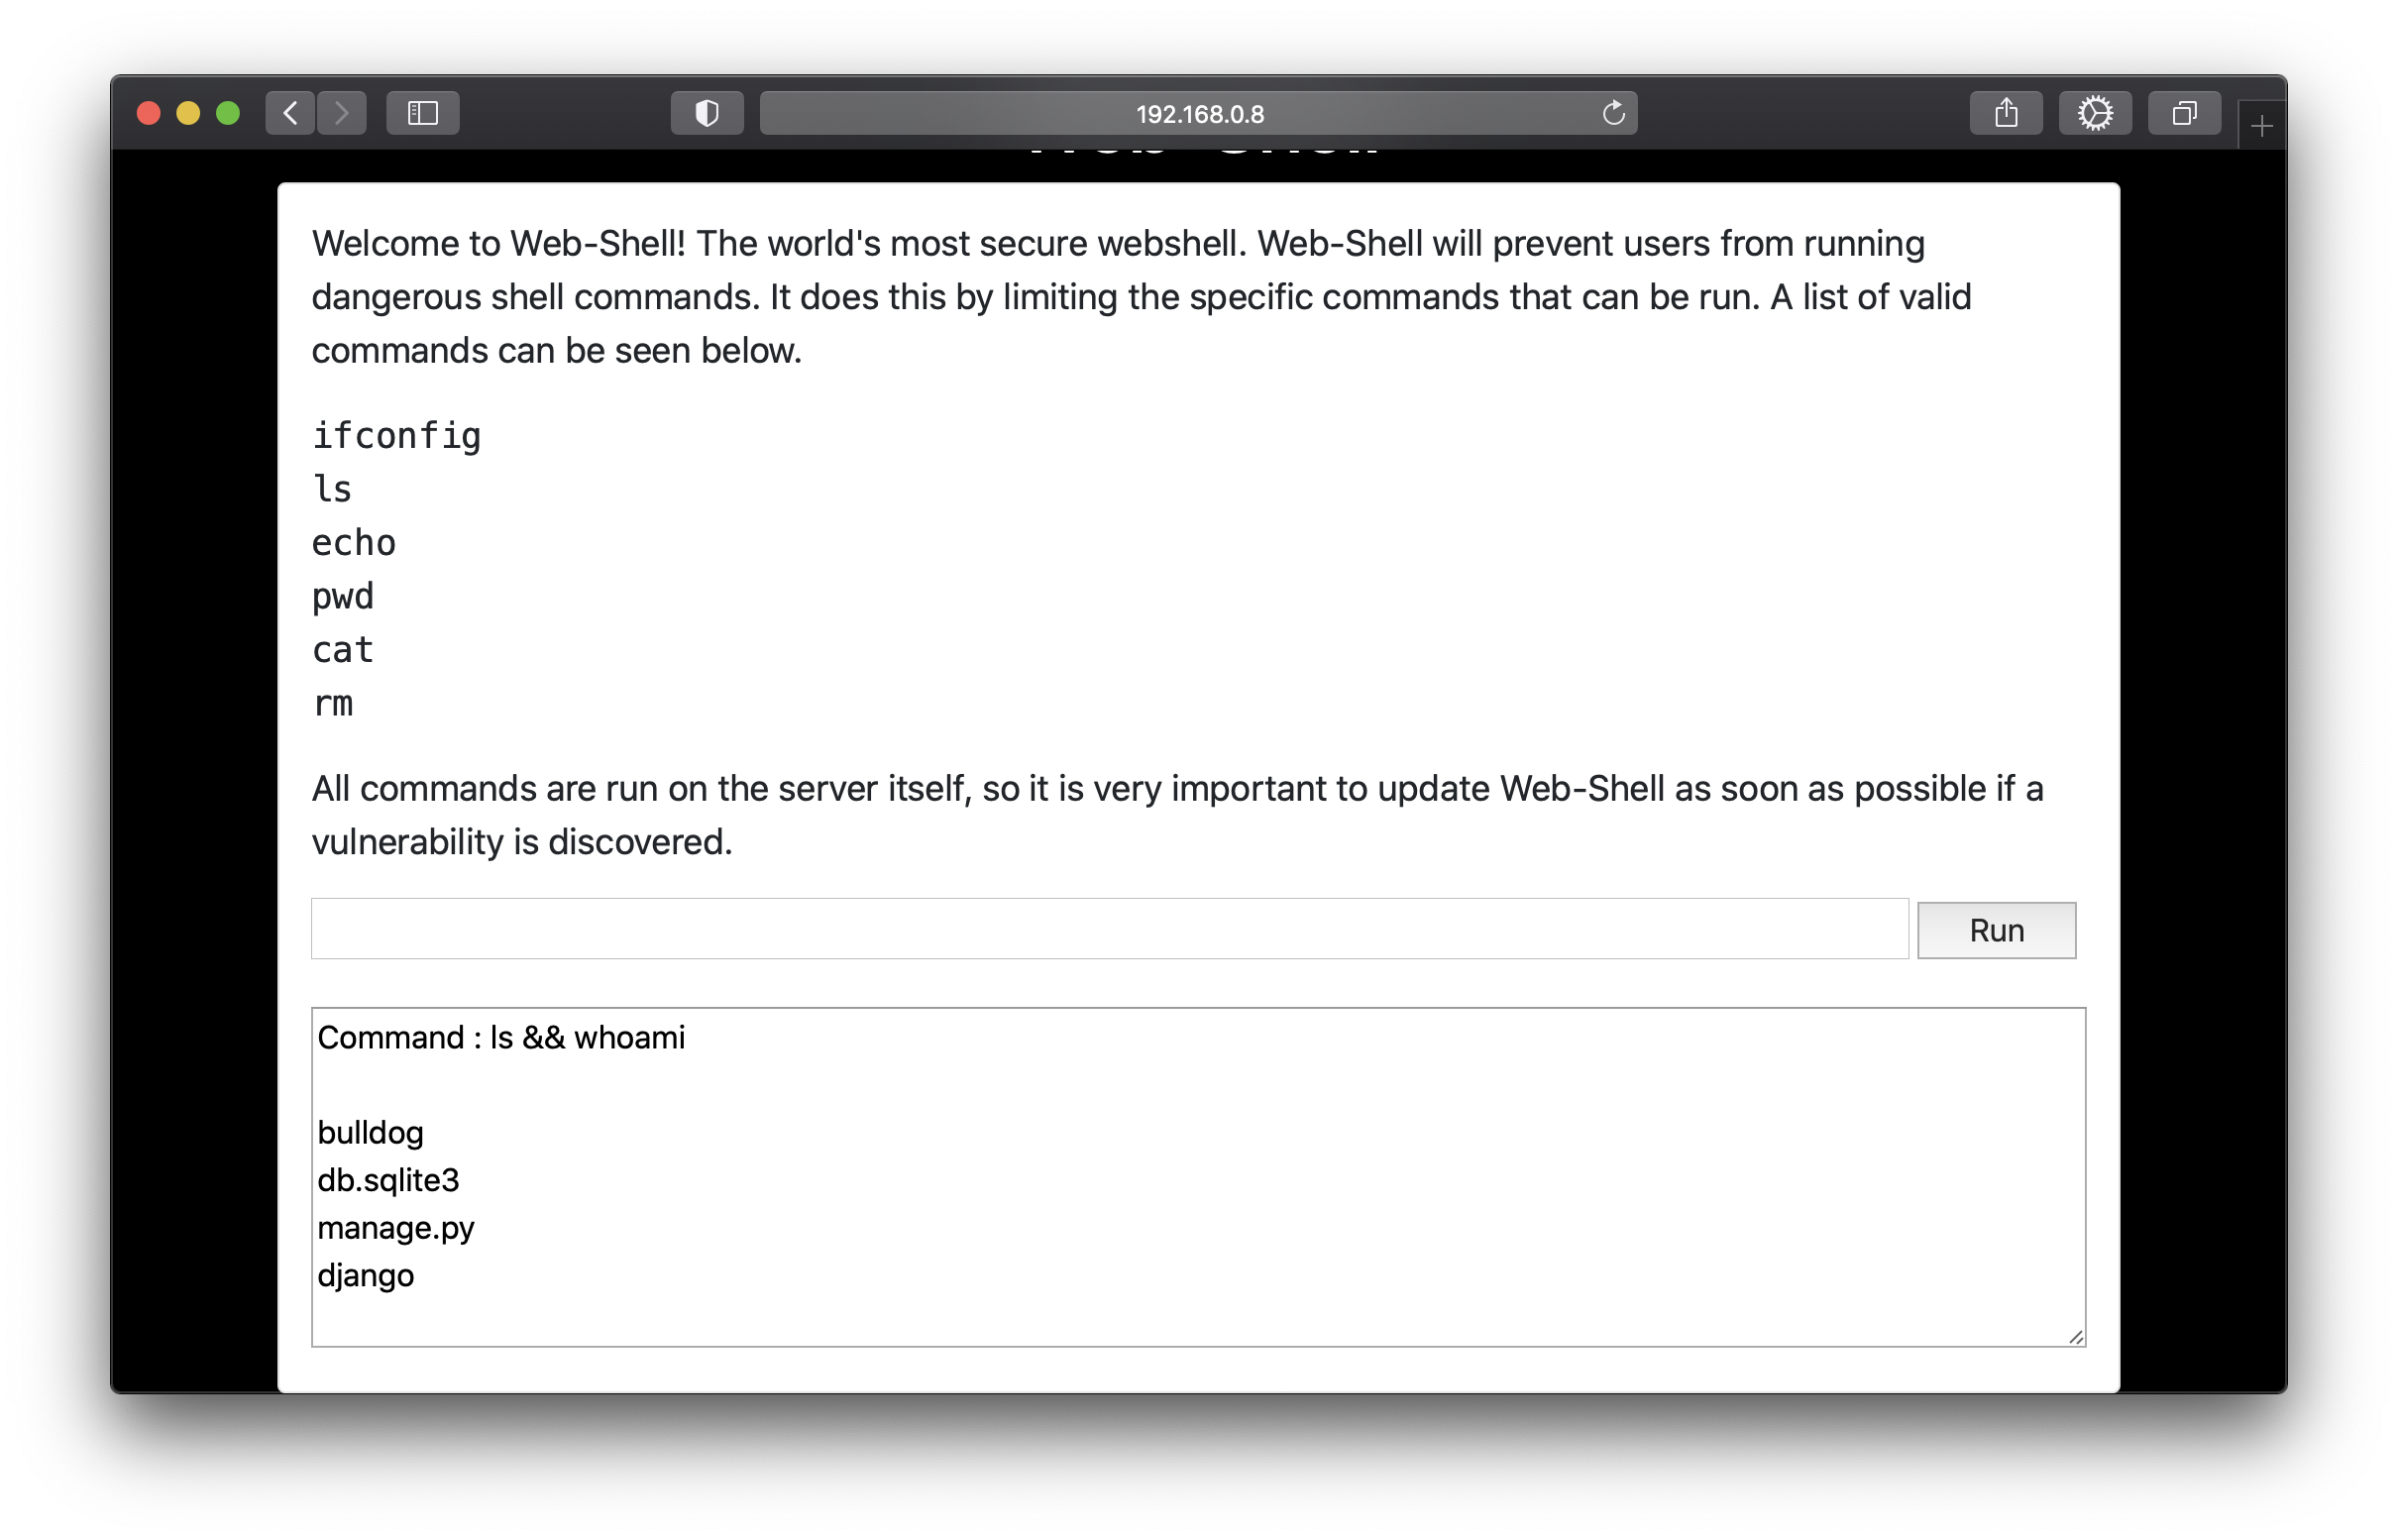 192.168.0.8
Welcome to Web-Shell! The world's most secure webshell. Web-Shell will prevent users from running
dangerous shell commands. It does this by limiting the specific commands that can be run. A list of valid
commands can be seen below.
ifconfig
ls
echo
pwd
cat
rm
All commands are run on the server itself, so it is very important to update Web-Shell as soon as possible if a
vulnerability is discovered.
Run
Command : ls && whoami
bulldog
db.sqlite3
manage.py
django